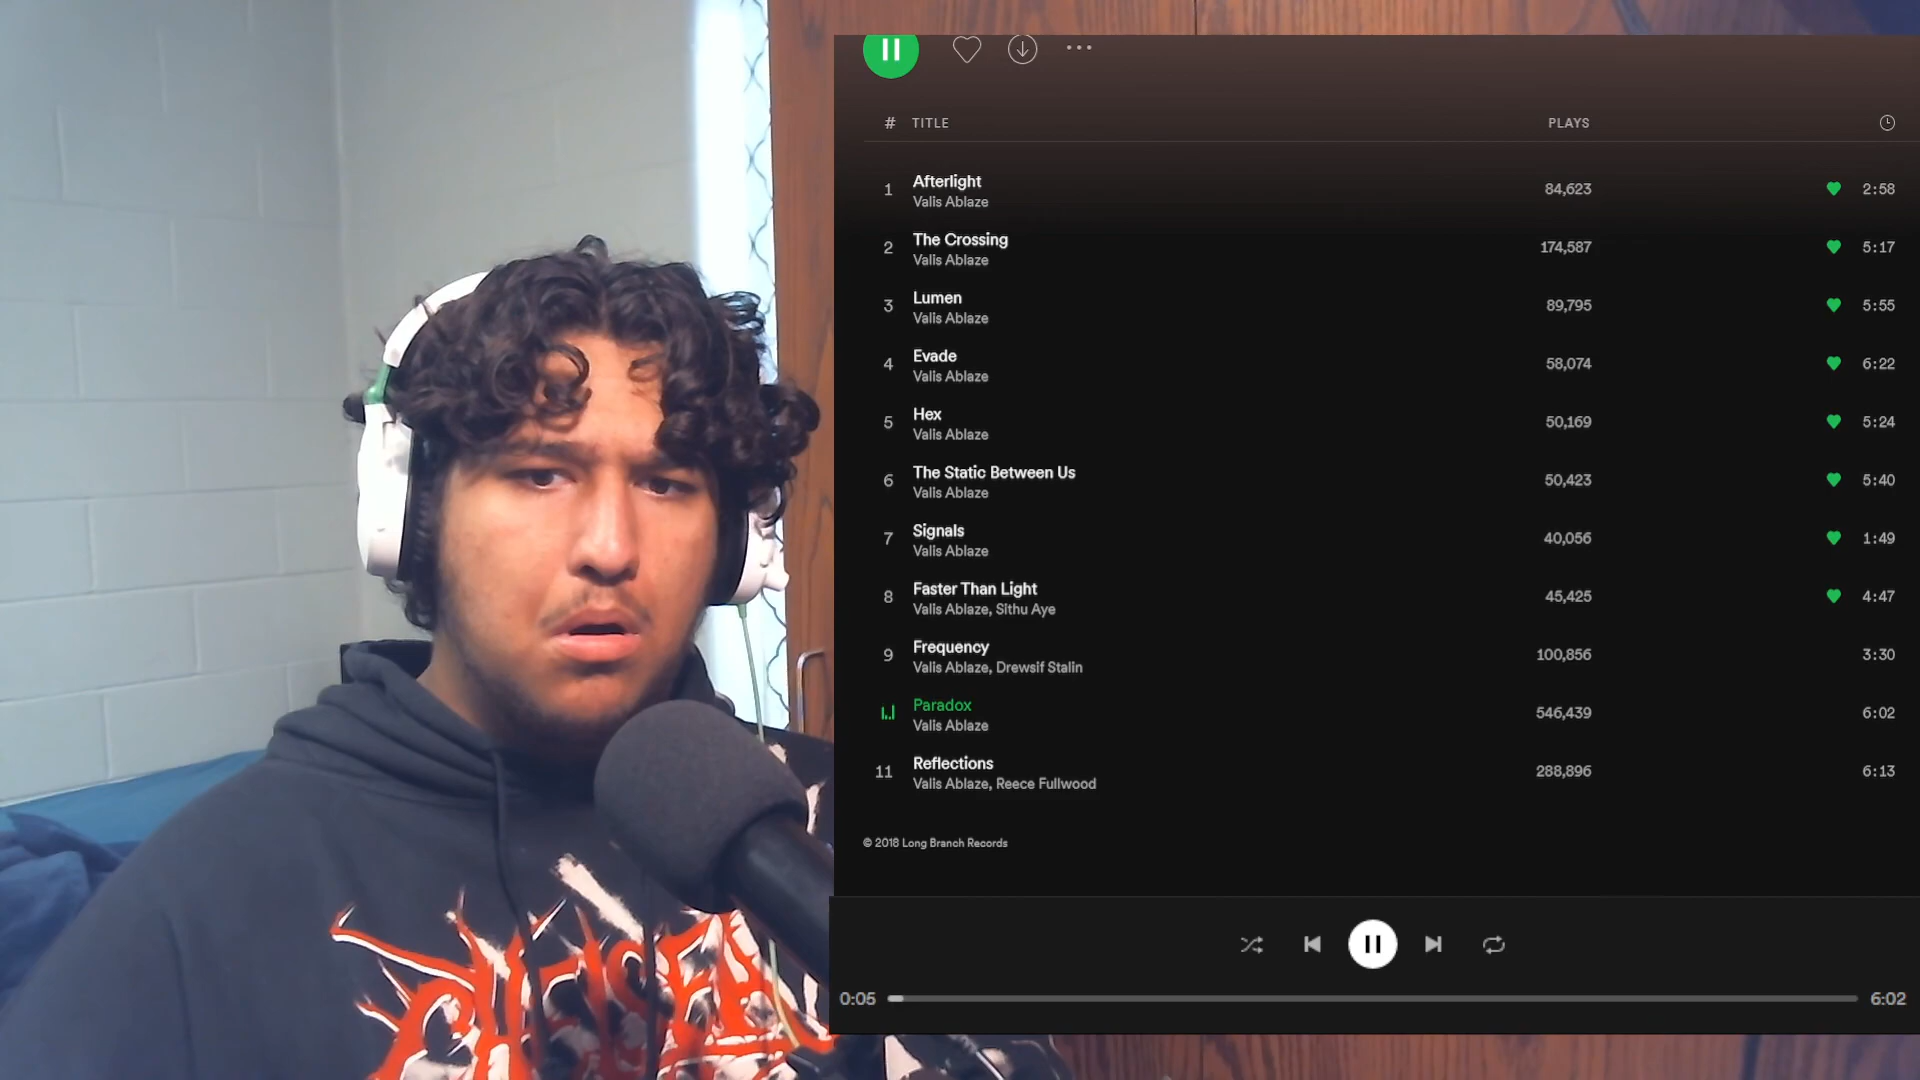 # TITLE PLAYS
1 Afterlight 84,623 2:58
Valis Ablaze
2 The Crossing 174,587 5:17
Valis Ablaze
3 Lumen 89,795 5:55
Valis Ablaze
4 Evade 58,074 6:22
Valis Ablaze
5 Hex 50,169 5:24
Valis Ablaze
6 The Static Between Us 50,423 5:40
Valis Ablaze
7 Signals 40,056 1:49
Valis Ablaze
8 Faster Than Light 45,425 4:47
Valis Ablaze, Sithu Aye
9 Frequency 100,856 3:30
Valis Ablaze, Drewsif Stalin
Paradox 546,439 6:02
Valis Ablaze
11 Reflections 288,896 6:13
Valis Ablaze, Reece Fullwood
© 2018 Long Branch Records
0:05 6:02
CHELSEA